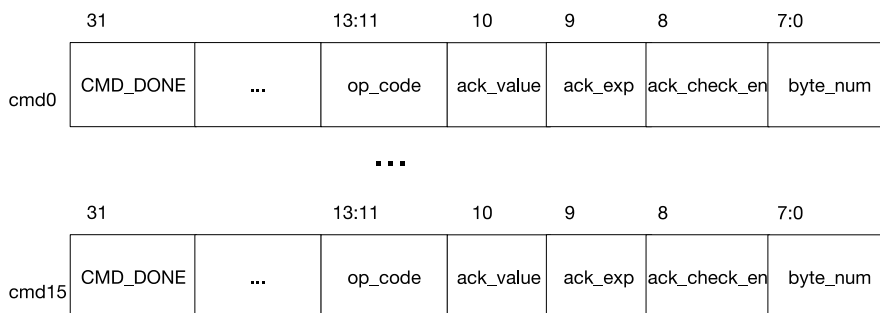 31 13:11 10 9 8 7:0
cmd0 CMD_DONE ... op_code ack_value ack_exp ack_check_en byte_num
...
31 13:11 10 9 8 7:0
cmd15 CMD_DONE ... op_code ack_value ack_exp ack_check_en byte_num